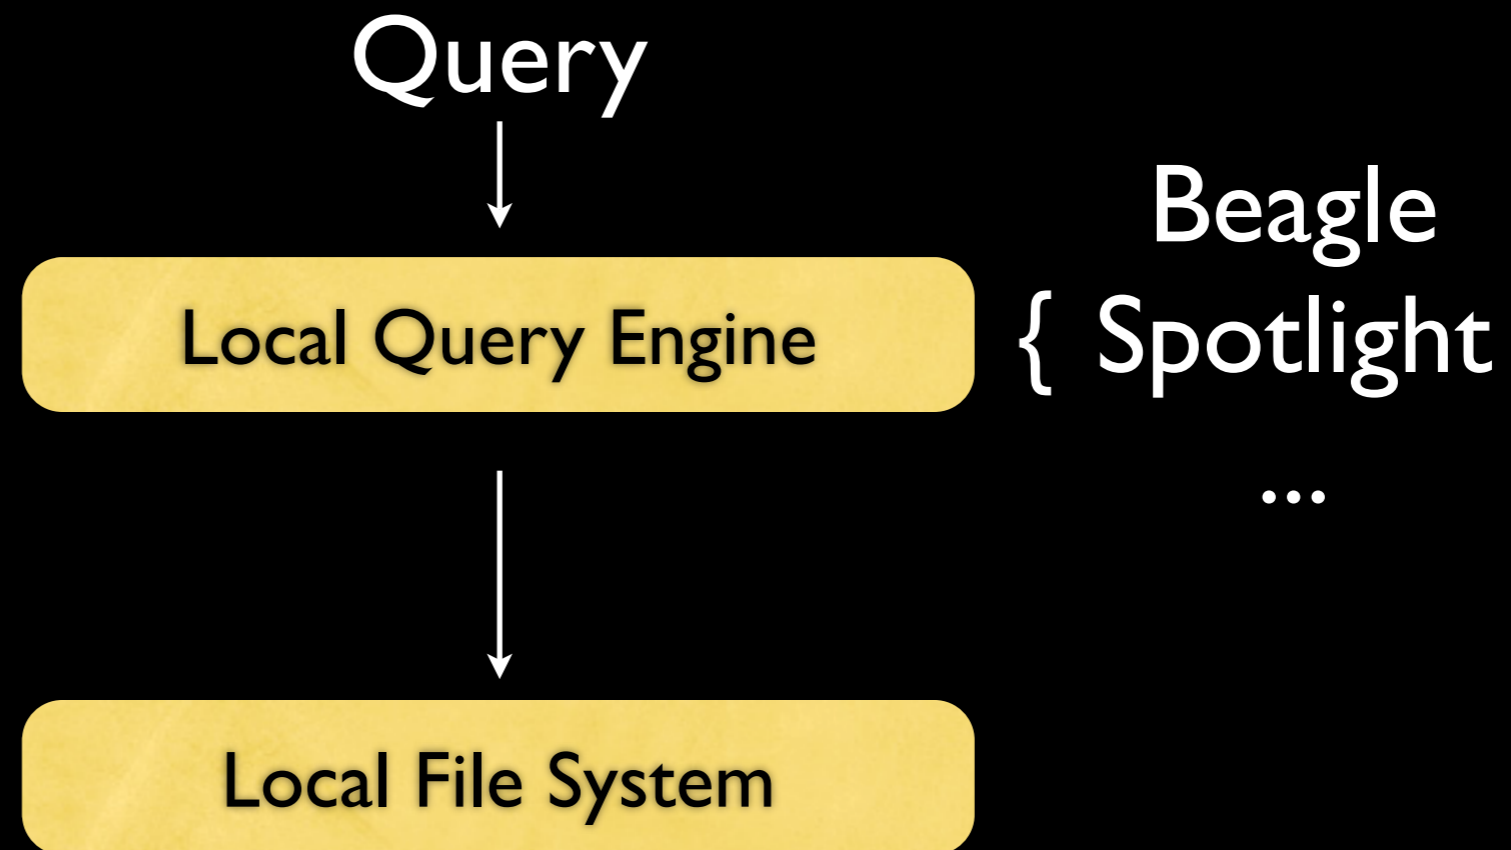 Query
Beagle
Local Query Engine
{ Spotlight
...
Local File System